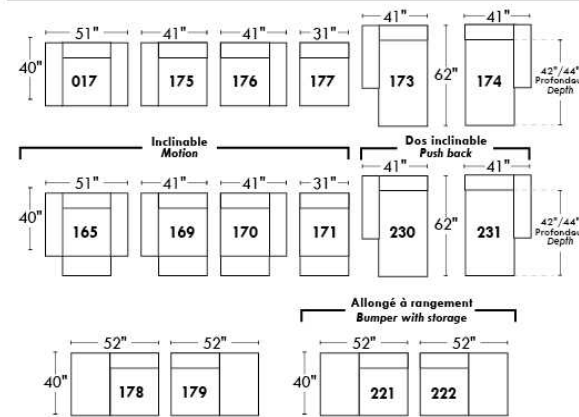 51" 41" 41" 31" 41" 41"
40" 017 175 176 177 173 62" 174 42"/44"
Profondeur
Depth
Inclinable
Motion
Dos inclinable
Push back
51" 41" 41" 31" 41" 41"
40" 165 169 170 171 230 62" 231 42"/44"
Profondeur
Depth
Allongé à rangement
Bumper with storage
52" 52" 52" 52"
40" 178 179 40" 221 222